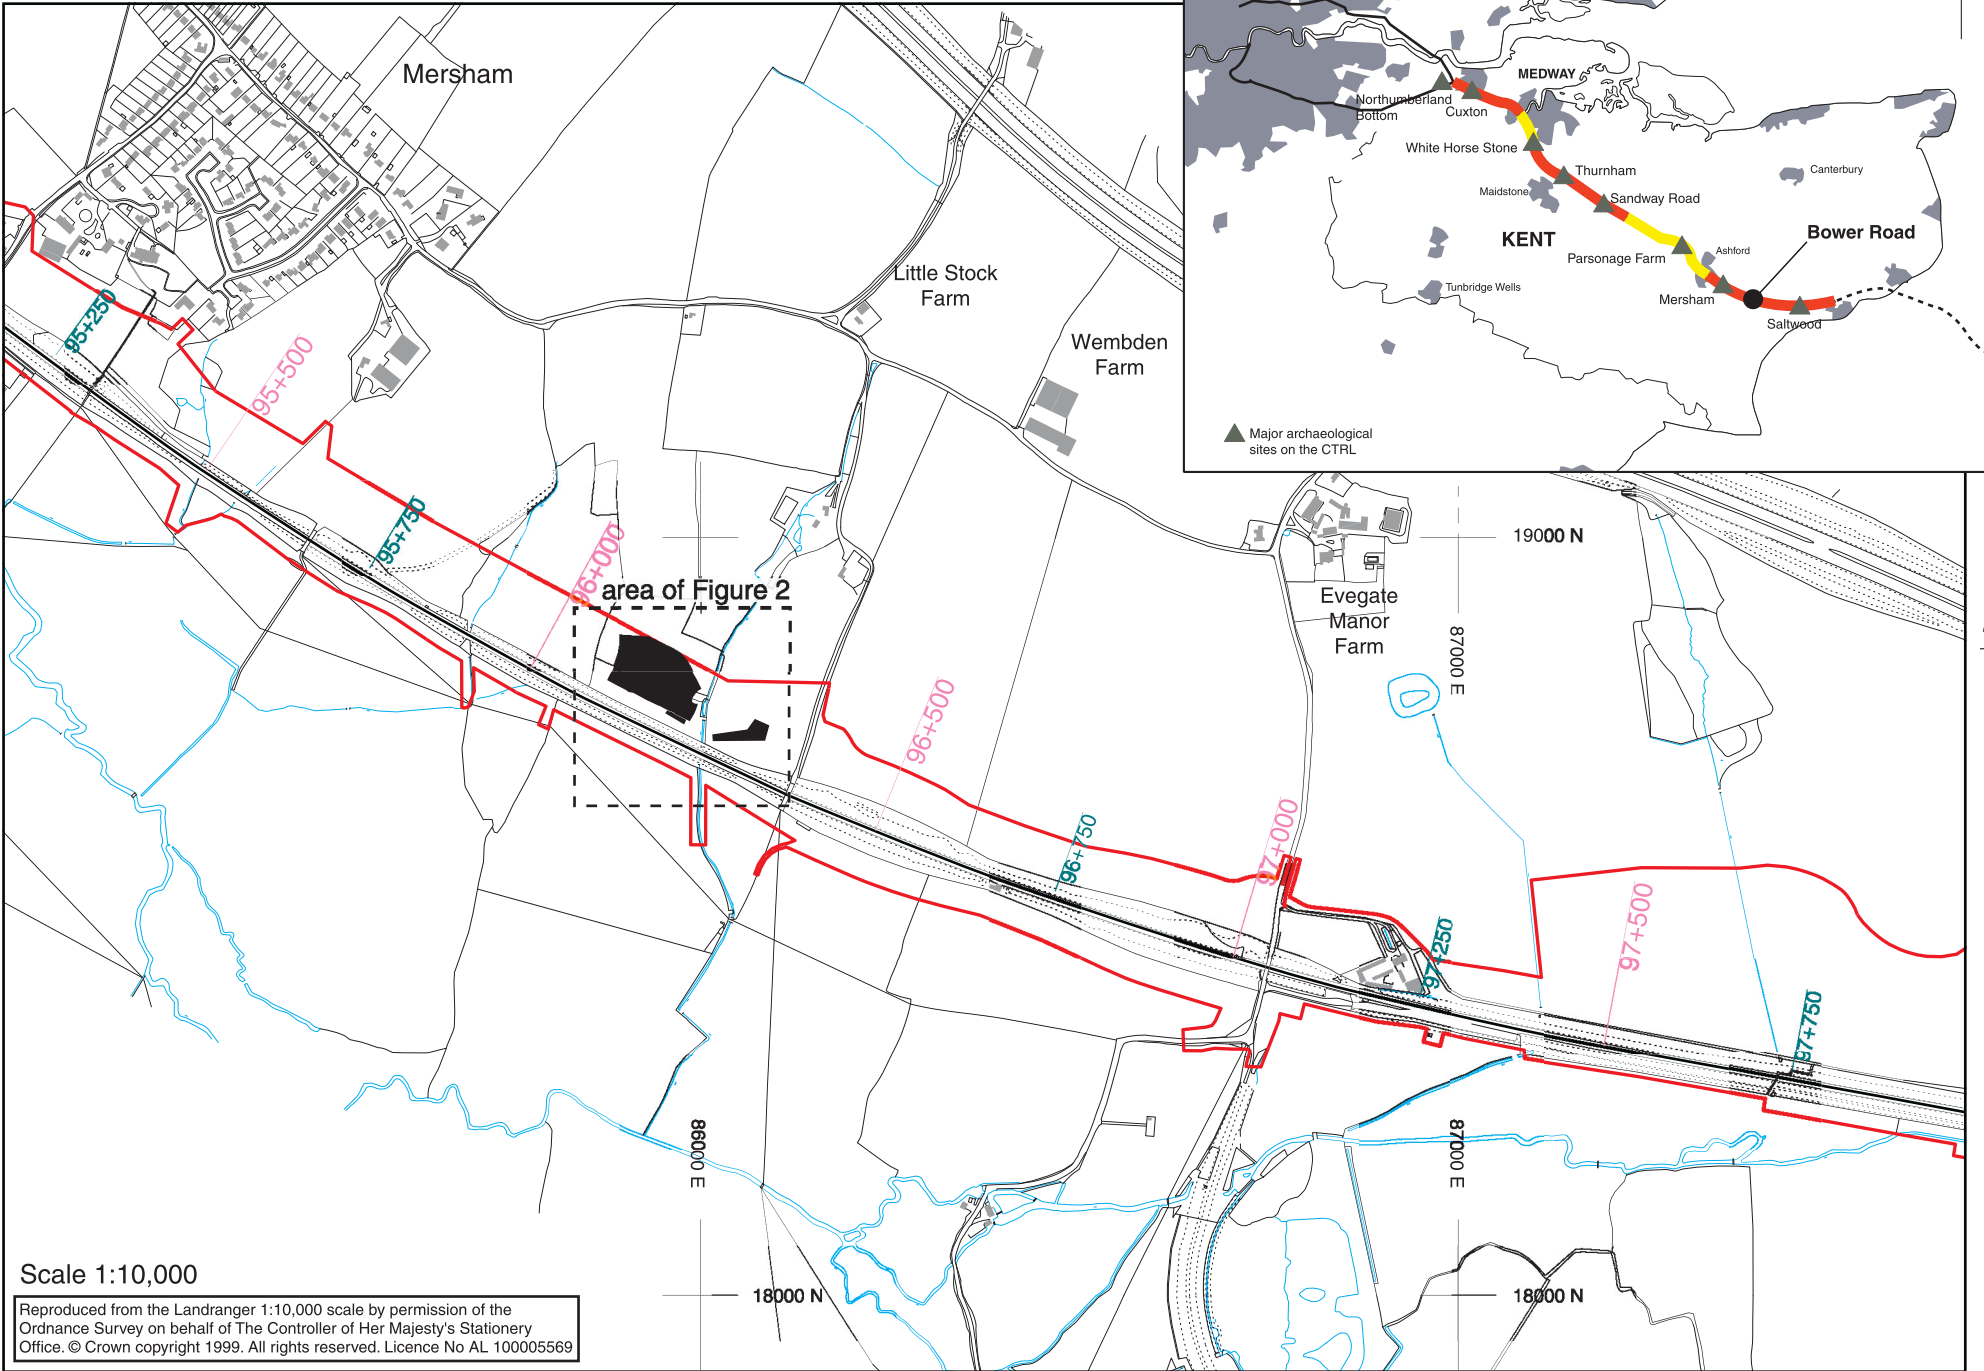 Mersham
Little Stock
Farm
Wembden
Farm
Evegate
Manor
Farm
area of Figure 2
95+250
95+500
95+750
96+000
96+500
96+750
97+000
97+250
97+500
97+750
19000 N
87000 E
86000 E
87000 E
18000 N
18000 N
MEDWAY
Northumberland
Bottom
Cuxton
White Horse Stone
Thurnham
Maidstone
Sandway Road
Canterbury
KENT
Bower Road
Parsonage Farm
Ashford
Tunbridge Wells
Mersham
Saltwood
Major archaeological
sites on the CTRL
Scale 1:10,000
Reproduced from the Landranger 1:10,000 scale by permission of the
Ordnance Survey on behalf of The Controller of Her Majesty's Stationery
Office. © Crown copyright 1999. All rights reserved. Licence No AL 100005569